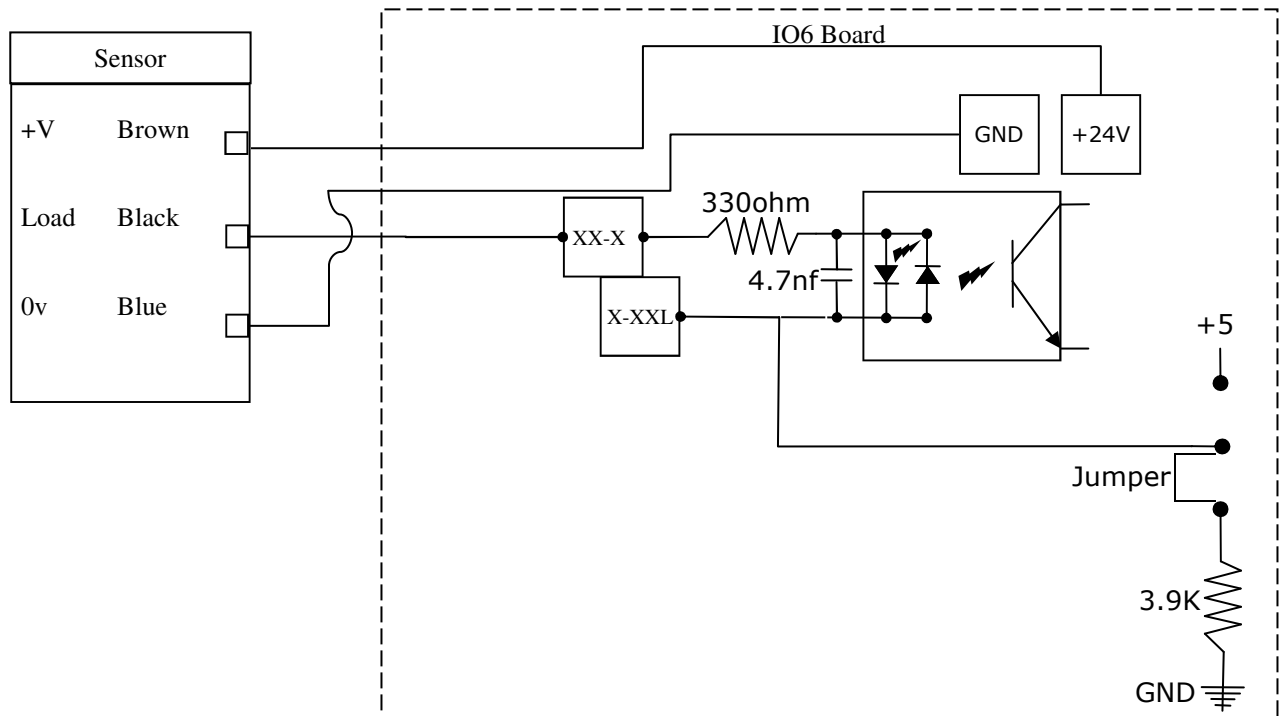 IO6 Board
Sensor
+V Brown
GND
+24V
Load Black
330ohm
XX-X
4.7nf
0v Blue
X-XXL
+5
Jumper
3.9K
GND